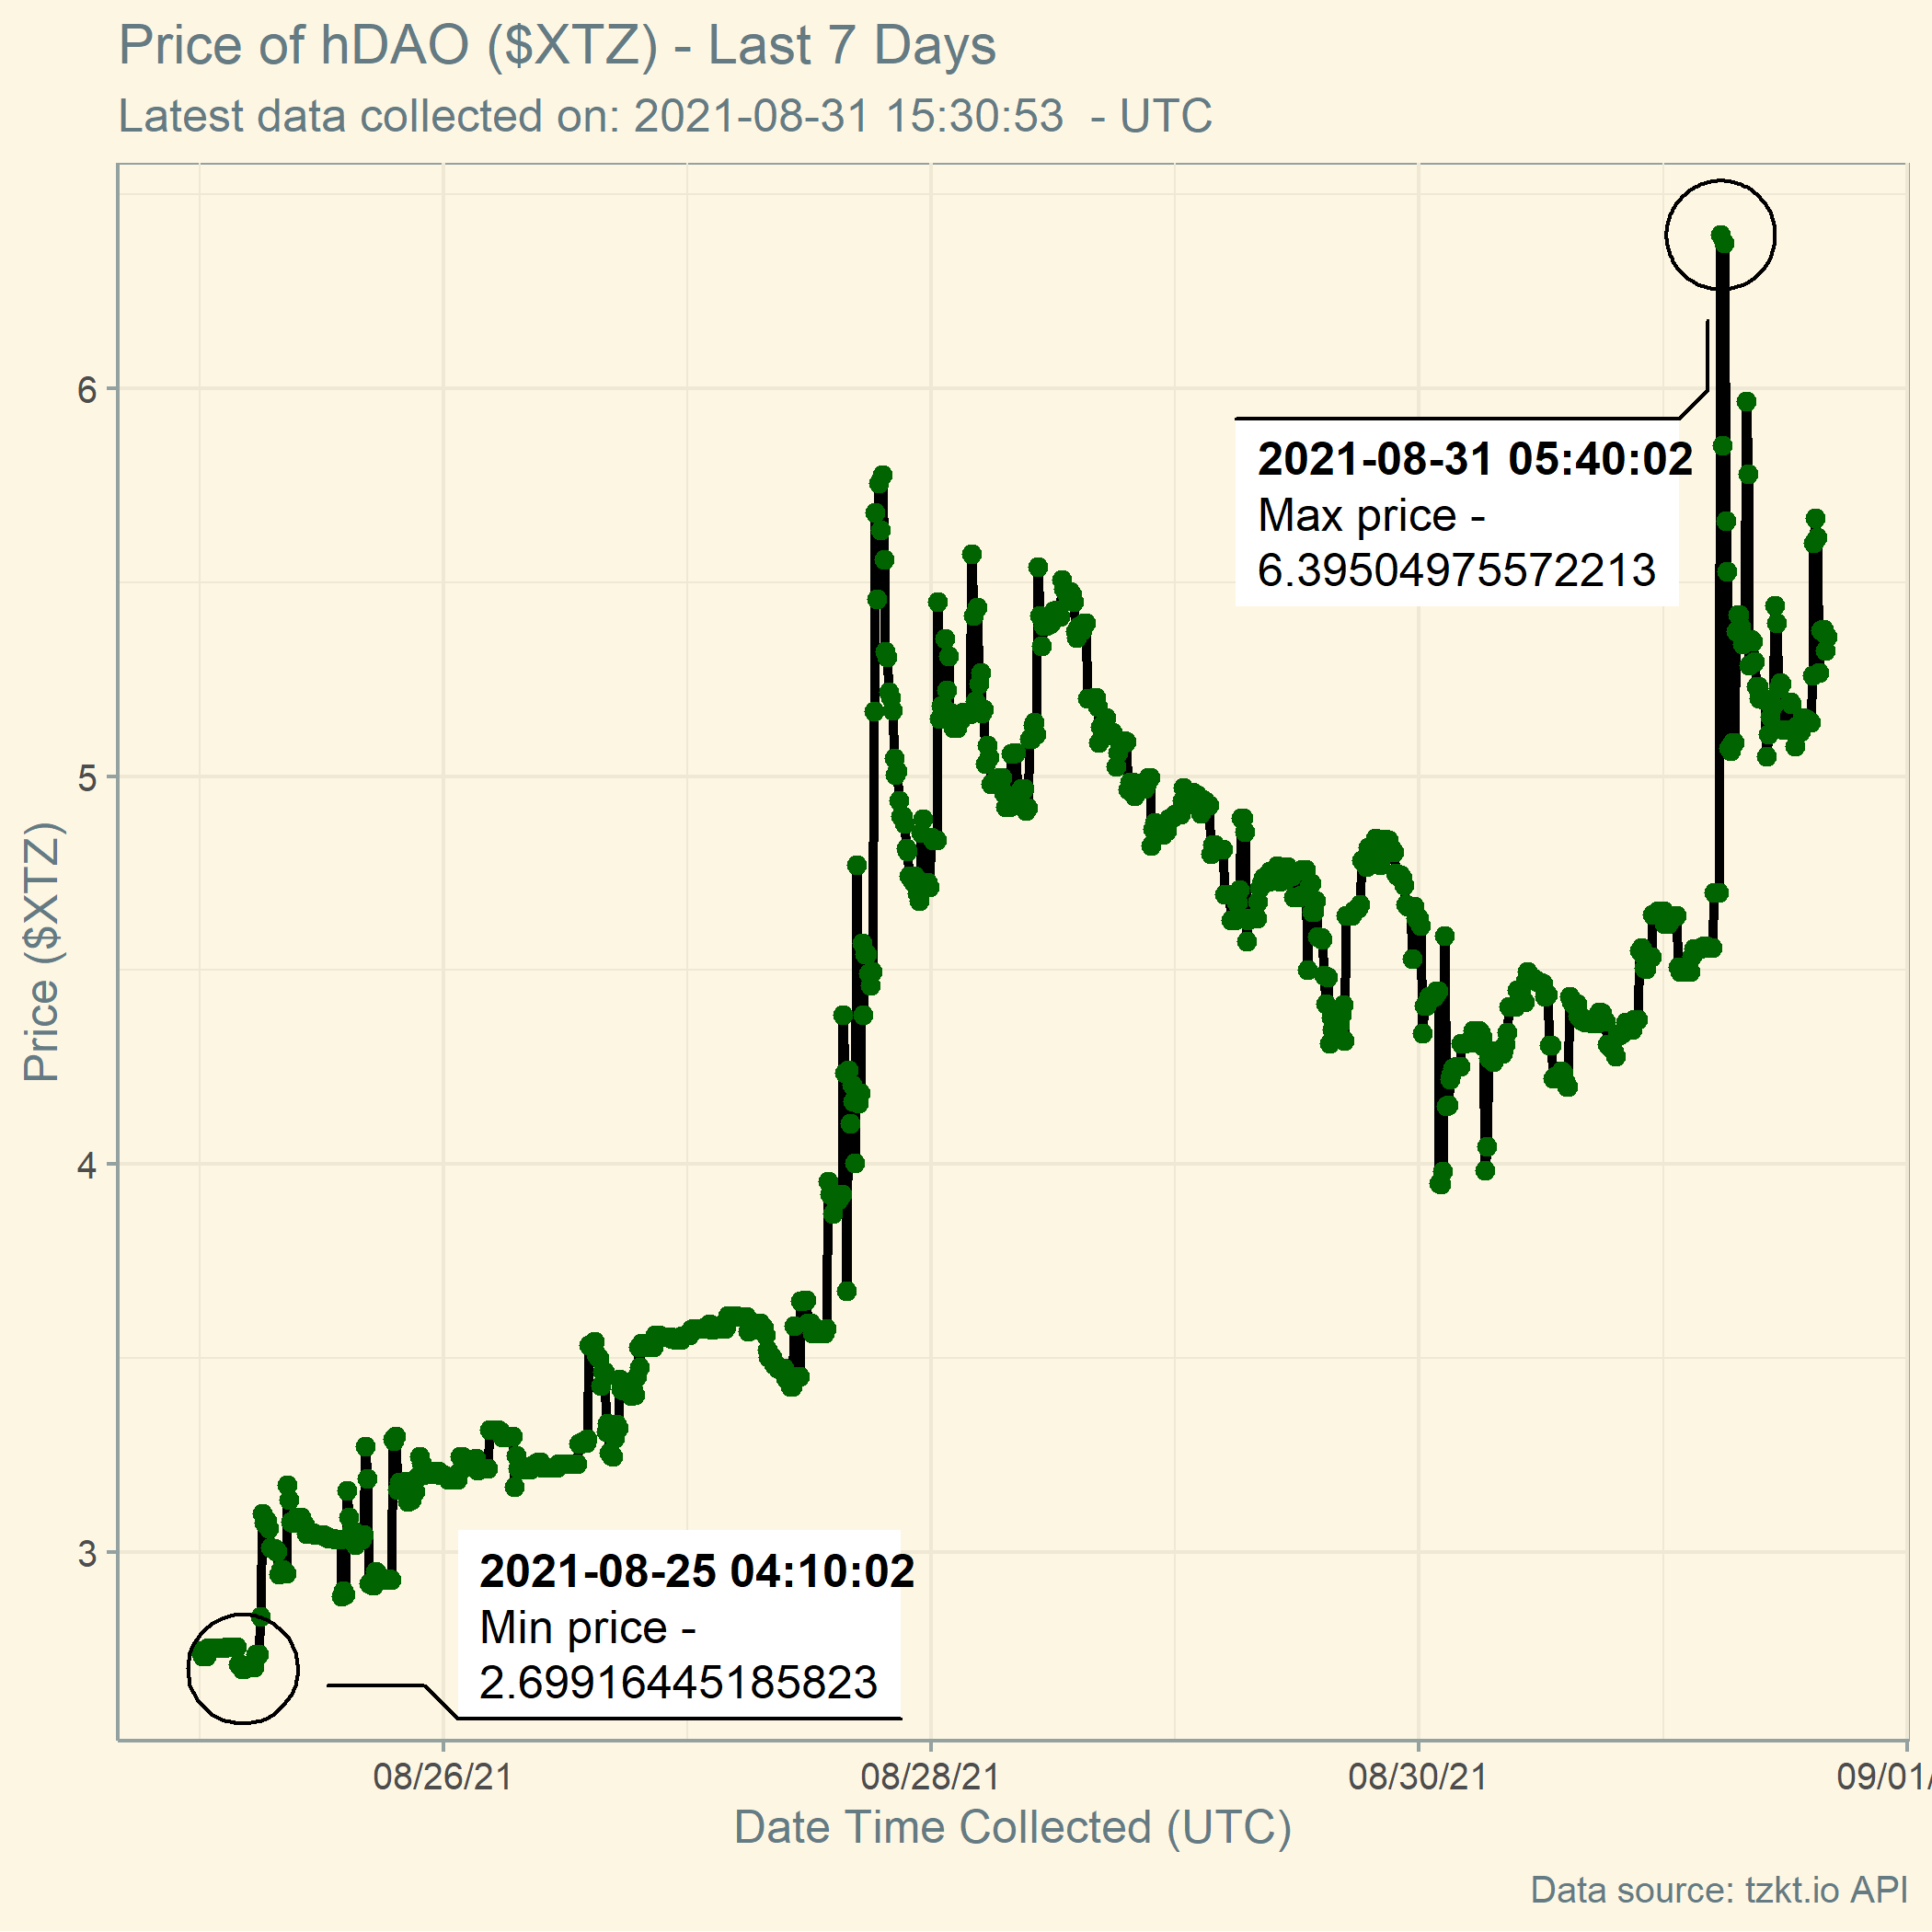 Price of hDAO ($XTZ) - Last 7 Days
Latest data collected on: 2021-08-31 15:30:53  - UTC
6
2021-08-31 05:40:02
Max price -
6.39504975572213
5
Price ($XTZ)
4
3
2021-08-25 04:10:02
Min price -
2.69916445185823
08/26/21
08/28/21
08/30/21
09/01/
Date Time Collected (UTC)
Data source: tzkt.io API